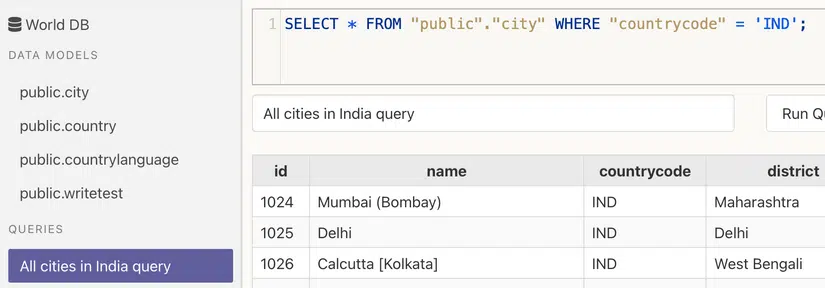 World DB
DATA MODELS
public.city
public.country
public.countrylanguage
public.writetest
QUERIES
All cities in India query
1 SELECT * FROM "public"."city" WHERE "countrycode" = 'IND';
All cities in India query
Run Q
id name countrycode district
1024 Mumbai (Bombay) IND Maharashtra
1025 Delhi IND Delhi
1026 Calcutta [Kolkata] IND West Bengali